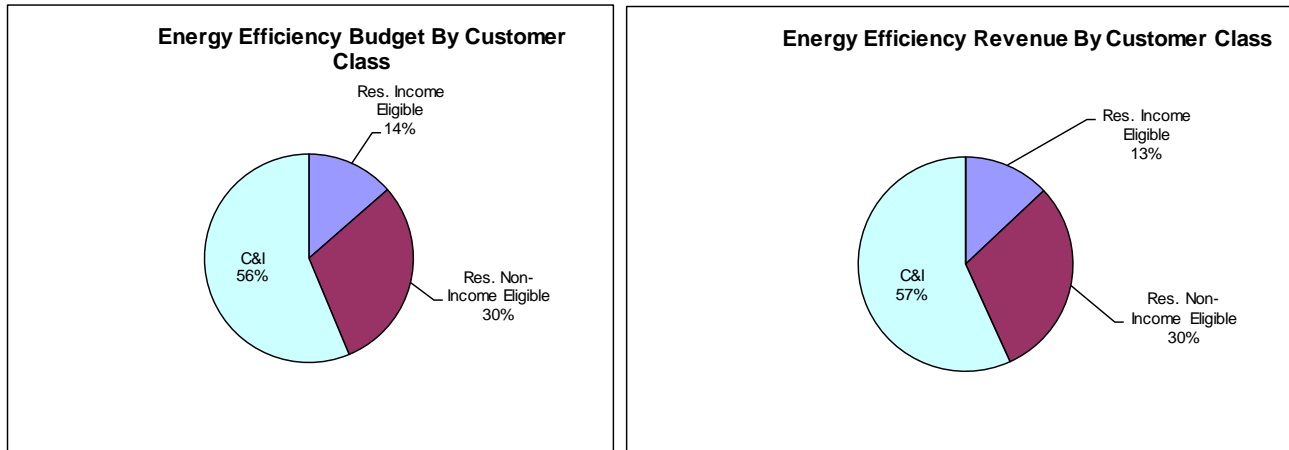 Energy Efficiency Budget By Customer
Class
Res. Income
Eligible
14%
C&I
56%
Res. Non-
Income Eligible
30%
Energy Efficiency Revenue By Customer Class
Res. Income
Eligible
13%
C&I
57%
Res. Non-
Income Eligible
30%